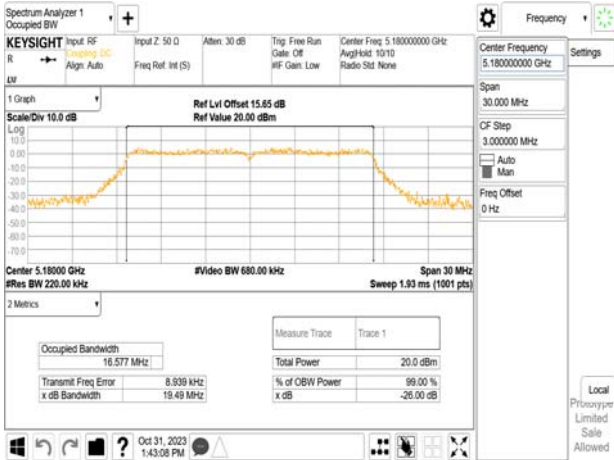 Spectrum Analyzer 1
Occupied BW
+
Frequency
KEYSIGHT Input: RF Input Z: 50 Ω Atten: 30 dB Trig: Free Run Center Freq: 5.180000000 GHz
R Coupling: DC Gate: Off Avg|Hold: 10/10
Align: Auto Freq Ref: Int (S) #IF Gain: Low Radio Std: None
Center Frequency
5.180000000 GHz
Settings
Span
30.000 MHz
CF Step
3.000000 MHz
Auto
Man
Freq Offset
0 Hz
1 Graph
Ref Lvl Offset 15.65 dB
Scale/Div 10.0 dB Ref Value 20.00 dBm
Log
10.0
0.00
-10.0
-20.0
-30.0
-40.0
-50.0
-60.0
-70.0
Center 5.18000 GHz #Video BW 680.00 kHz Span 30 MHz
#Res BW 220.00 kHz Sweep 1.93 ms (1001 pts)
2 Metrics
Measure Trace Trace 1
Occupied Bandwidth
16.577 MHz Total Power 20.0 dBm
Transmit Freq Error 8.939 kHz % of OBW Power 99.00 %
x dB Bandwidth 19.49 MHz x dB -26.00 dB
Local
Prototype
Limited
Sale
Allowed
?
Oct 31, 2023
1:43:08 PM